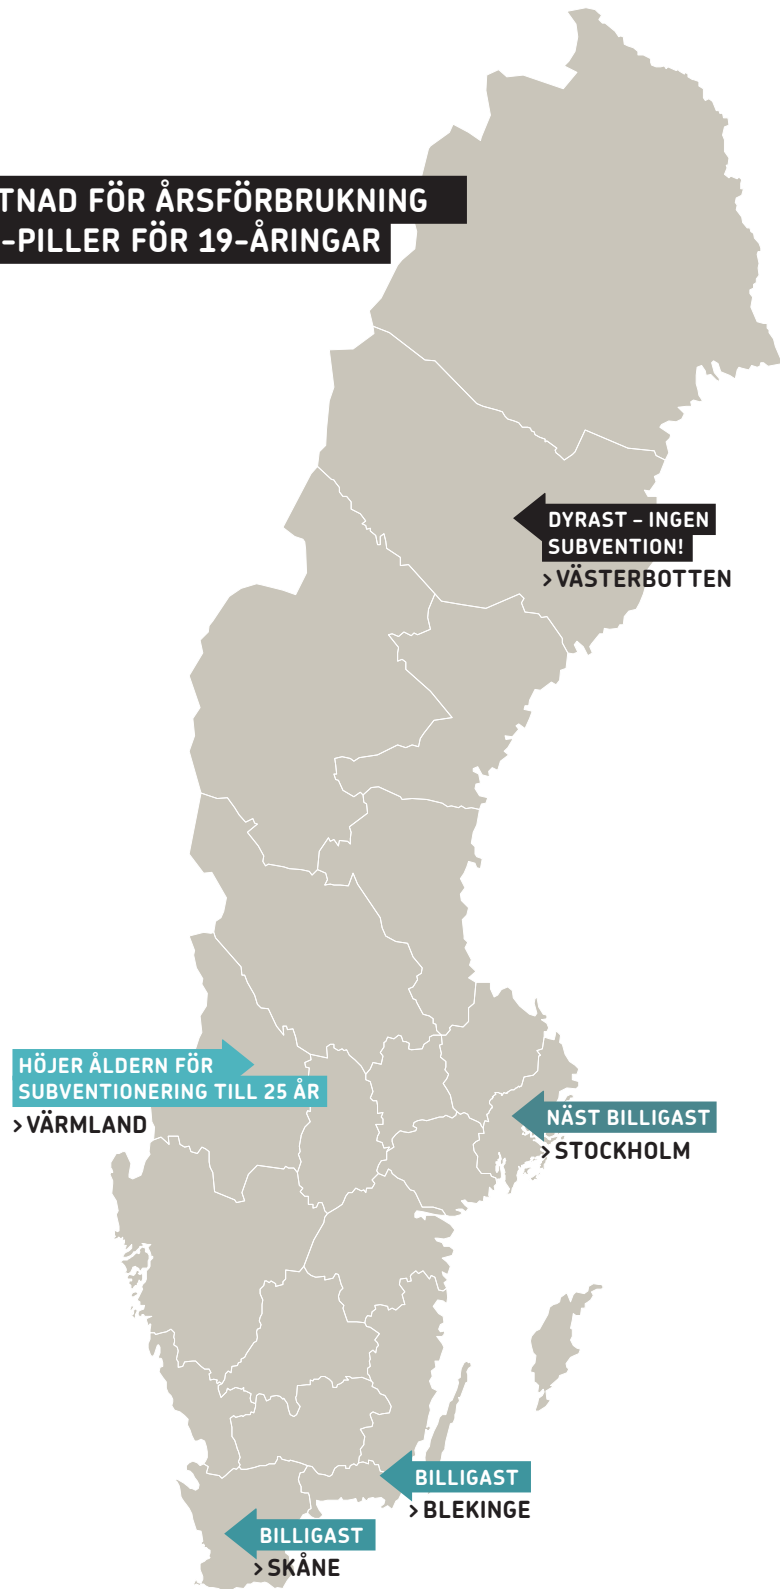 TNAD FÖR ÅRSFÖRBRUKNING
-PILLER FÖR 19-ÅRINGAR
DYRAST – INGEN
SUBVENTION!
> VÄSTERBOTTEN
HÖJER ÅLDERN FÖR
SUBVENTIONERING TILL 25 ÅR
> VÄRMLAND
NÄST BILLIGAST
> STOCKHOLM
BILLIGAST
> BLEKINGE
BILLIGAST
> SKÅNE